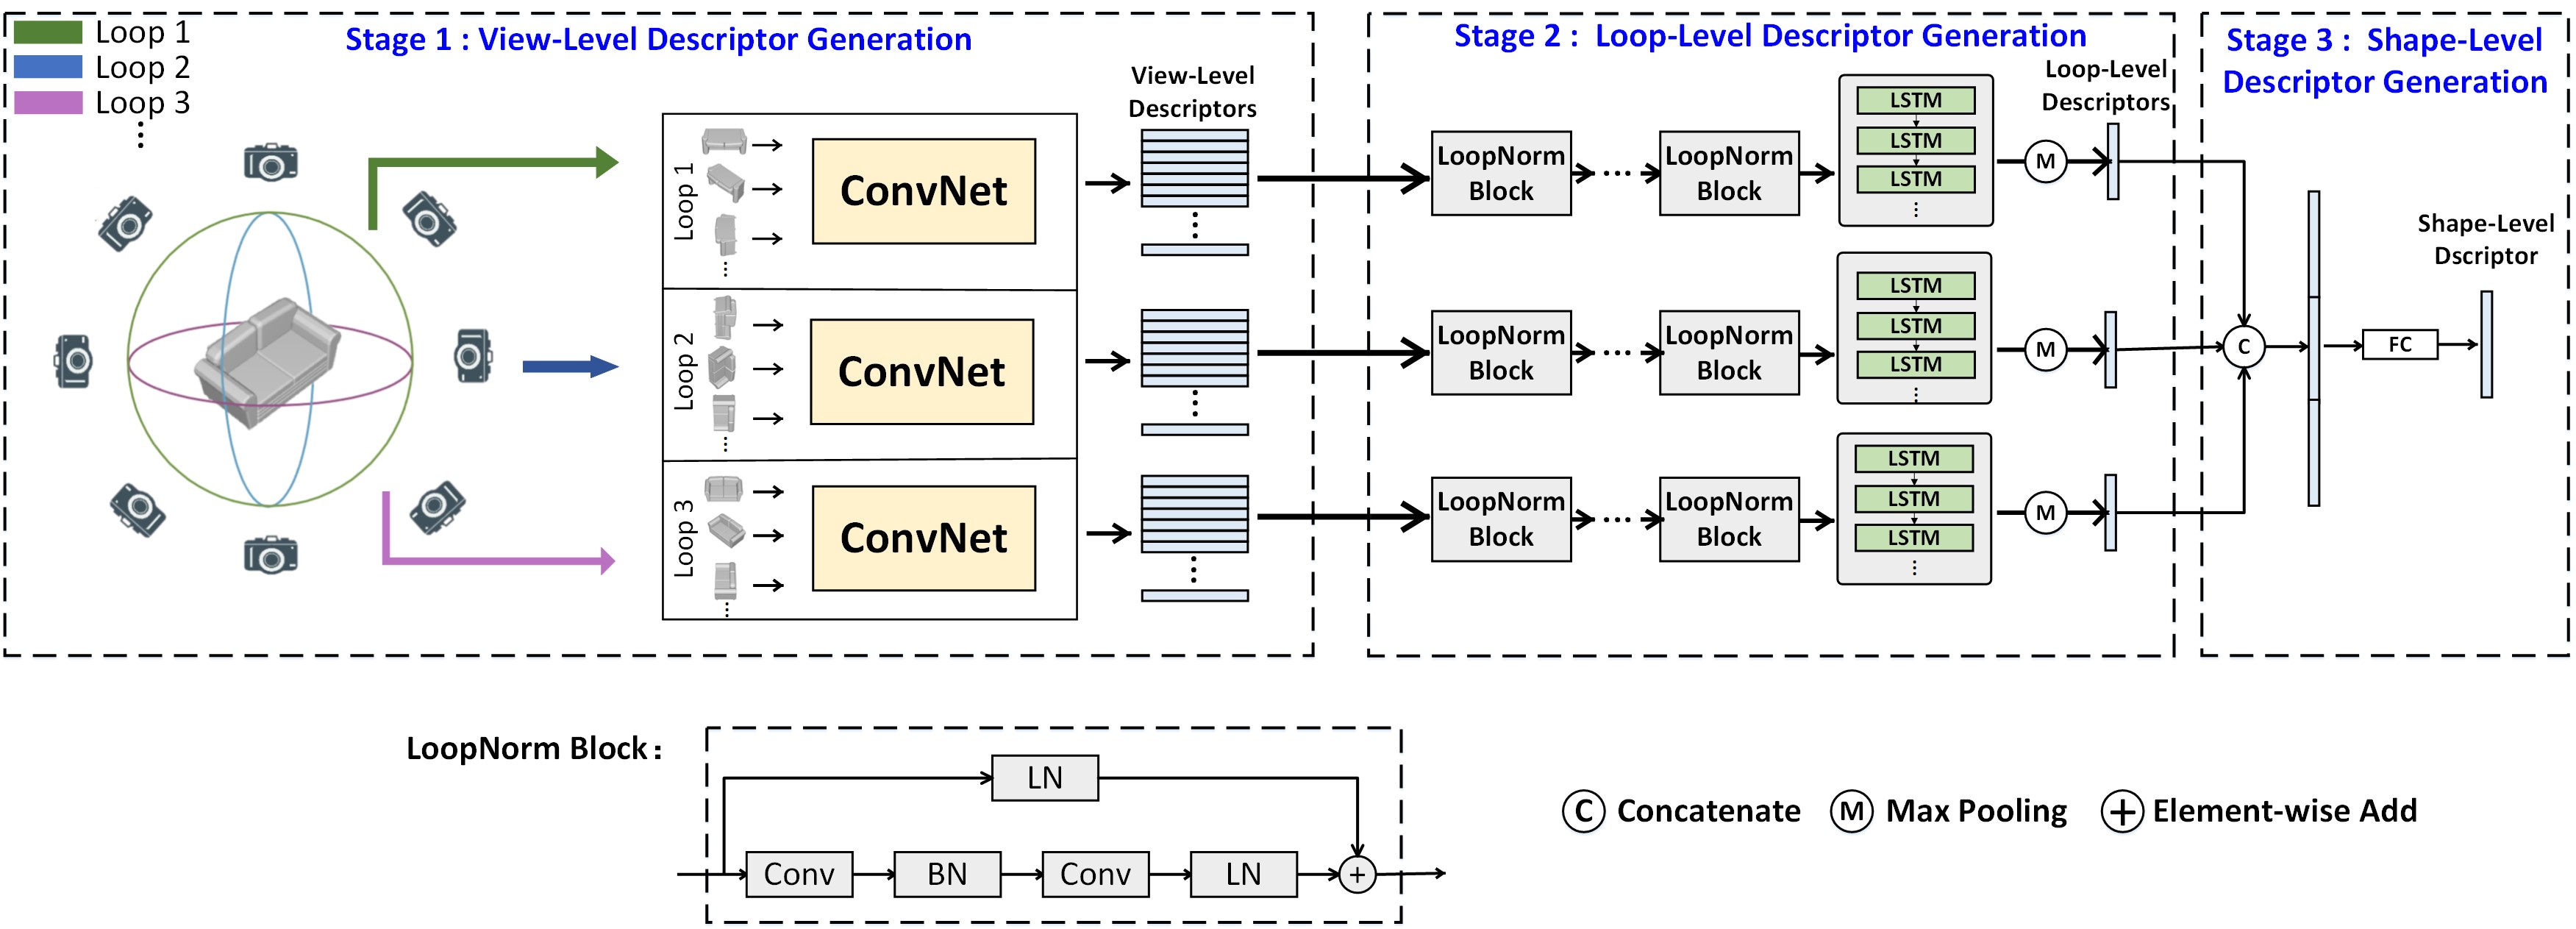 Loop 1
Loop 2
Loop 3
Stage 1 : View-Level Descriptor Generation
View-Level
Descriptors
Loop 1
ConvNet
Loop 2
ConvNet
Loop 3
ConvNet
Stage 2 : Loop-Level Descriptor Generation
Loop-Level
Descriptors
LoopNorm
Block
LoopNorm
Block
LSTM
LSTM
LSTM
M
LoopNorm
Block
LoopNorm
Block
LSTM
LSTM
LSTM
M
LoopNorm
Block
LoopNorm
Block
LSTM
LSTM
LSTM
M
Stage 3 : Shape-Level
Descriptor Generation
C
FC
Shape-Level
Dscriptor
LoopNorm Block :
LN
Conv
BN
Conv
LN
+
C Concatenate
M Max Pooling
+ Element-wise Add